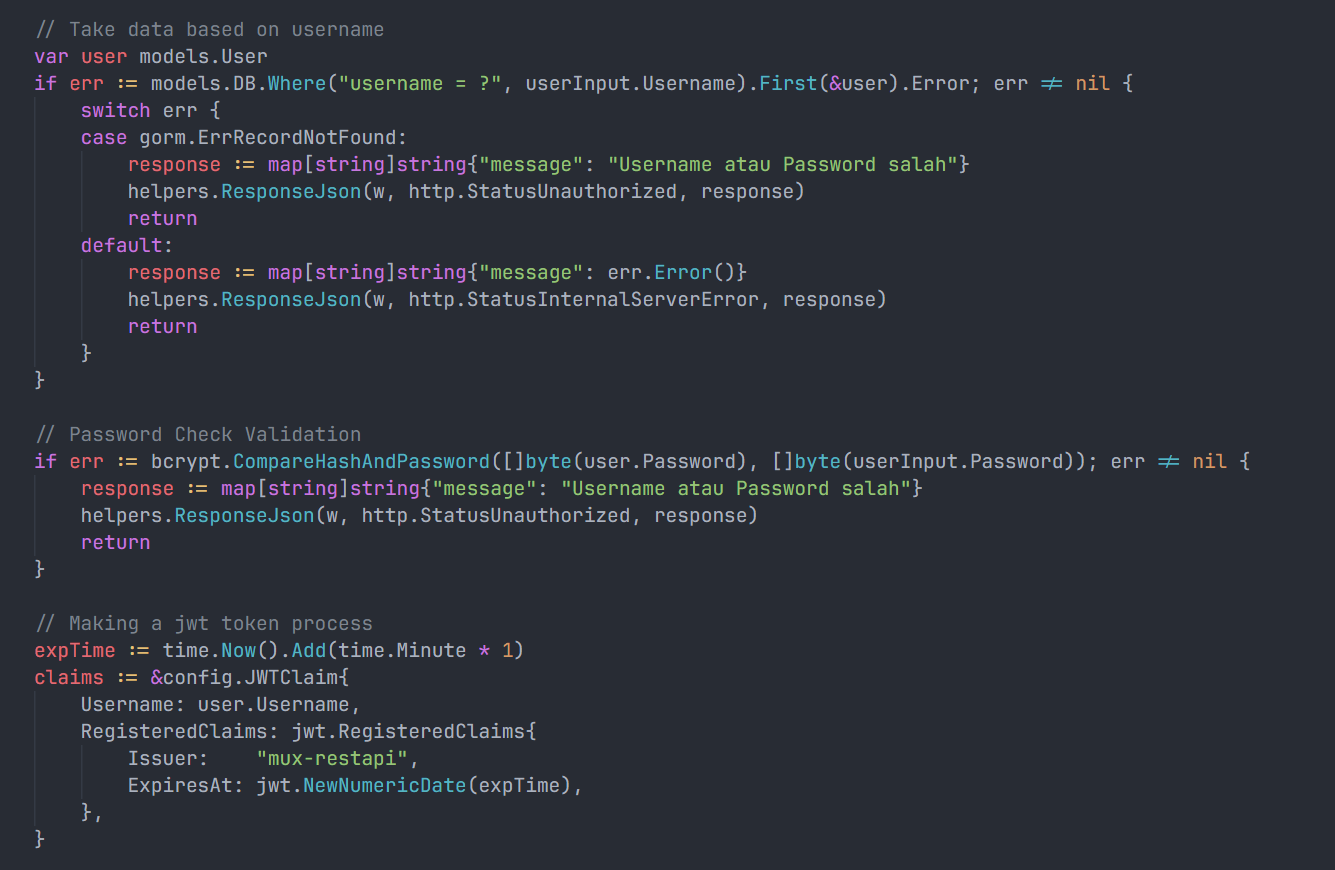 // Take data based on username
var user models.User
if err := models.DB.Where("username = ?", userInput.Username).First(&user).Error; err != nil {
    switch err {
    case gorm.ErrRecordNotFound:
        response := map[string]string{"message": "Username atau Password salah"}
        helpers.ResponseJson(w, http.StatusUnauthorized, response)
        return
    default:
        response := map[string]string{"message": err.Error()}
        helpers.ResponseJson(w, http.StatusInternalServerError, response)
        return
    }
}

// Password Check Validation
if err := bcrypt.CompareHashAndPassword([]byte(user.Password), []byte(userInput.Password)); err != nil {
    response := map[string]string{"message": "Username atau Password salah"}
    helpers.ResponseJson(w, http.StatusUnauthorized, response)
    return
}

// Making a jwt token process
expTime := time.Now().Add(time.Minute * 1)
claims := &config.JWTClaim{
    Username: user.Username,
    RegisteredClaims: jwt.RegisteredClaims{
        Issuer:    "mux-restapi",
        ExpiresAt: jwt.NewNumericDate(expTime),
    },
}